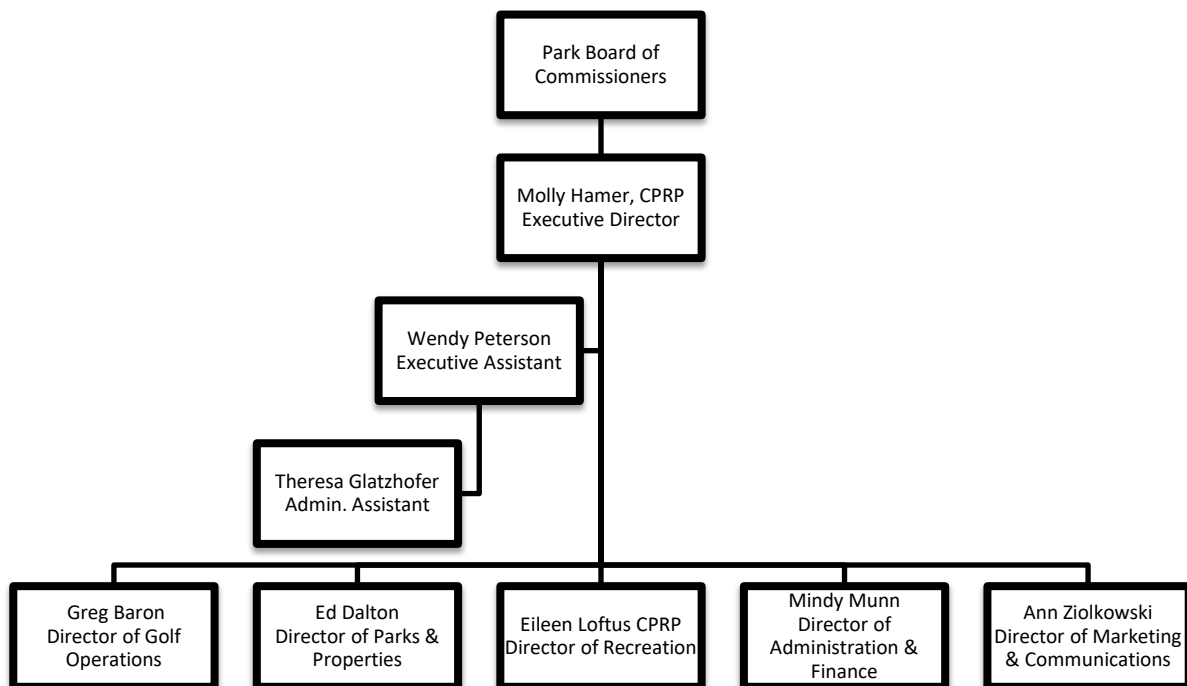 Park Board of
Commissioners
Molly Hamer, CPRP
Executive Director
Wendy Peterson
Executive Assistant
Theresa Glatzhofer
Admin. Assistant
Greg Baron
Director of Golf
Operations
Ed Dalton
Director of Parks &
Properties
Eileen Loftus CPRP
Director of Recreation
Mindy Munn
Director of
Administration &
Finance
Ann Ziolkowski
Director of Marketing
& Communications